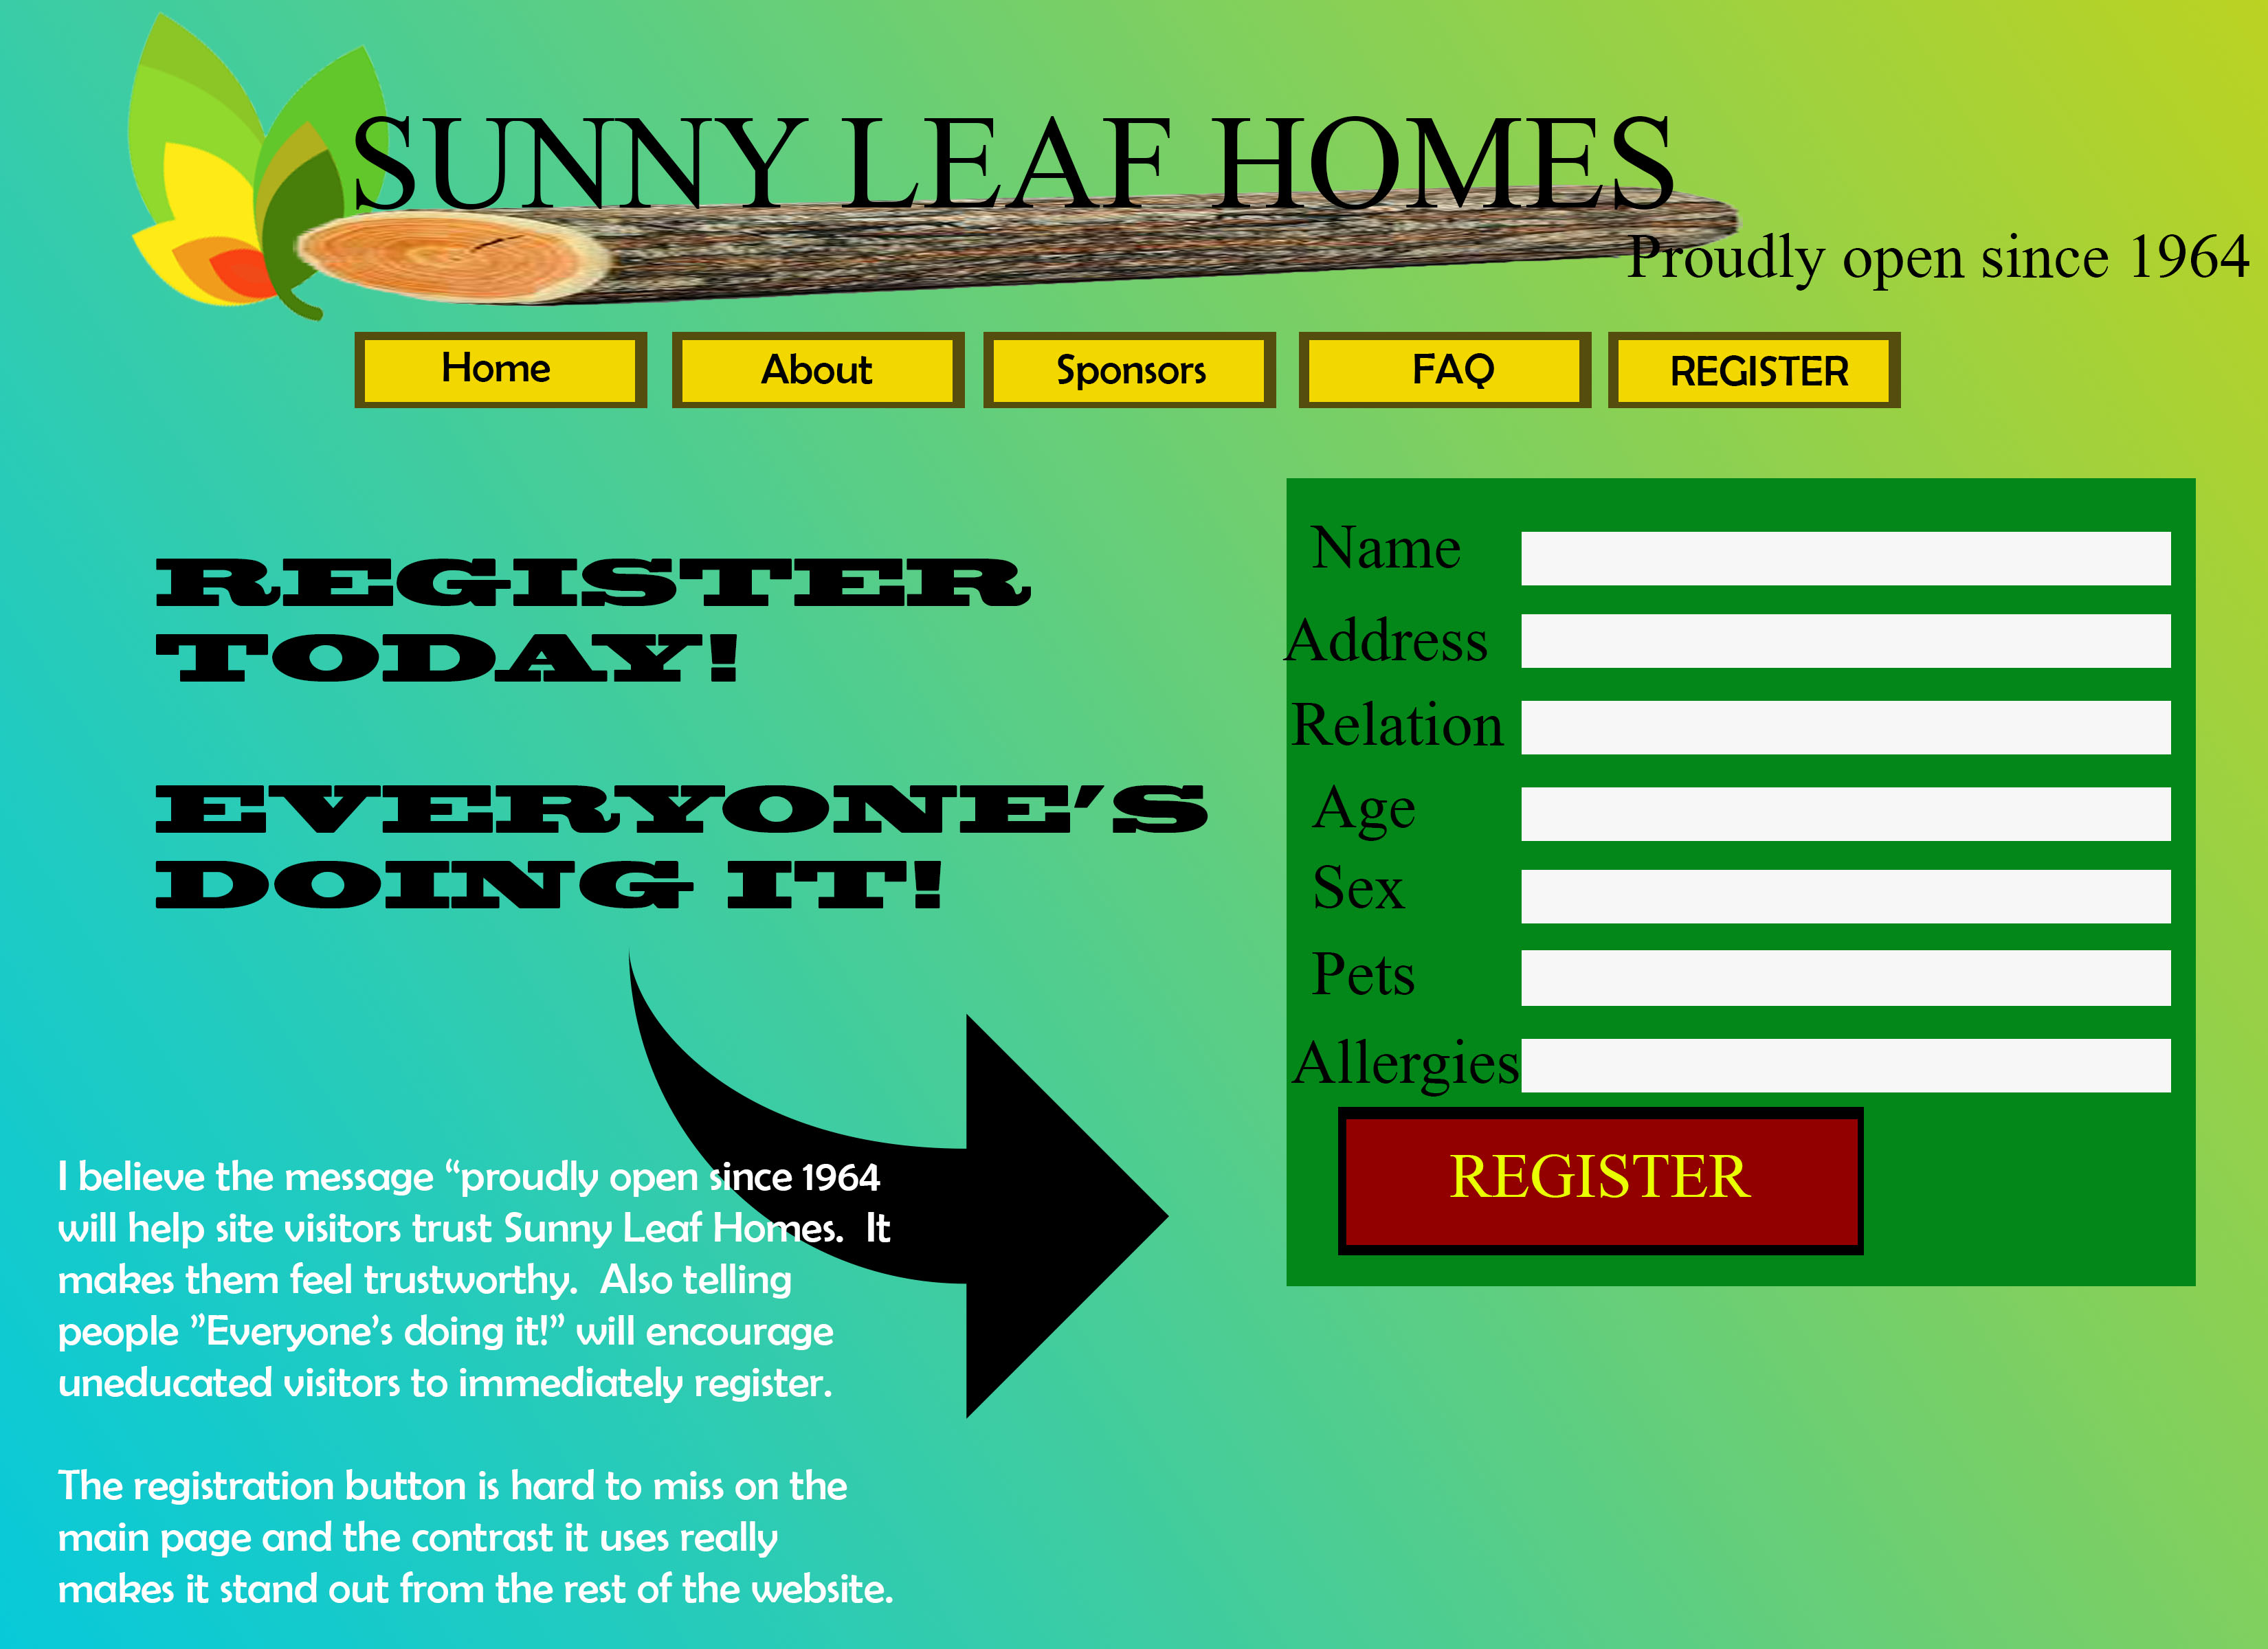 SUNNY LEAF HOMES
Proudly open since 1964
Home
About
Sponsors
FAQ
REGISTER
REGISTER
TODAY!
EVERYONE'S
DOING IT!
I believe the message “proudly open since 1964
will help site visitors trust Sunny Leaf Homes.  It
makes them feel trustworthy.  Also telling
people ”Everyone’s doing it!” will encourage
uneducated visitors to immediately register.
The registration button is hard to miss on the
main page and the contrast it uses really
makes it stand out from the rest of the website.
Name
Address
Relation
Age
Sex
Pets
Allergies
REGISTER